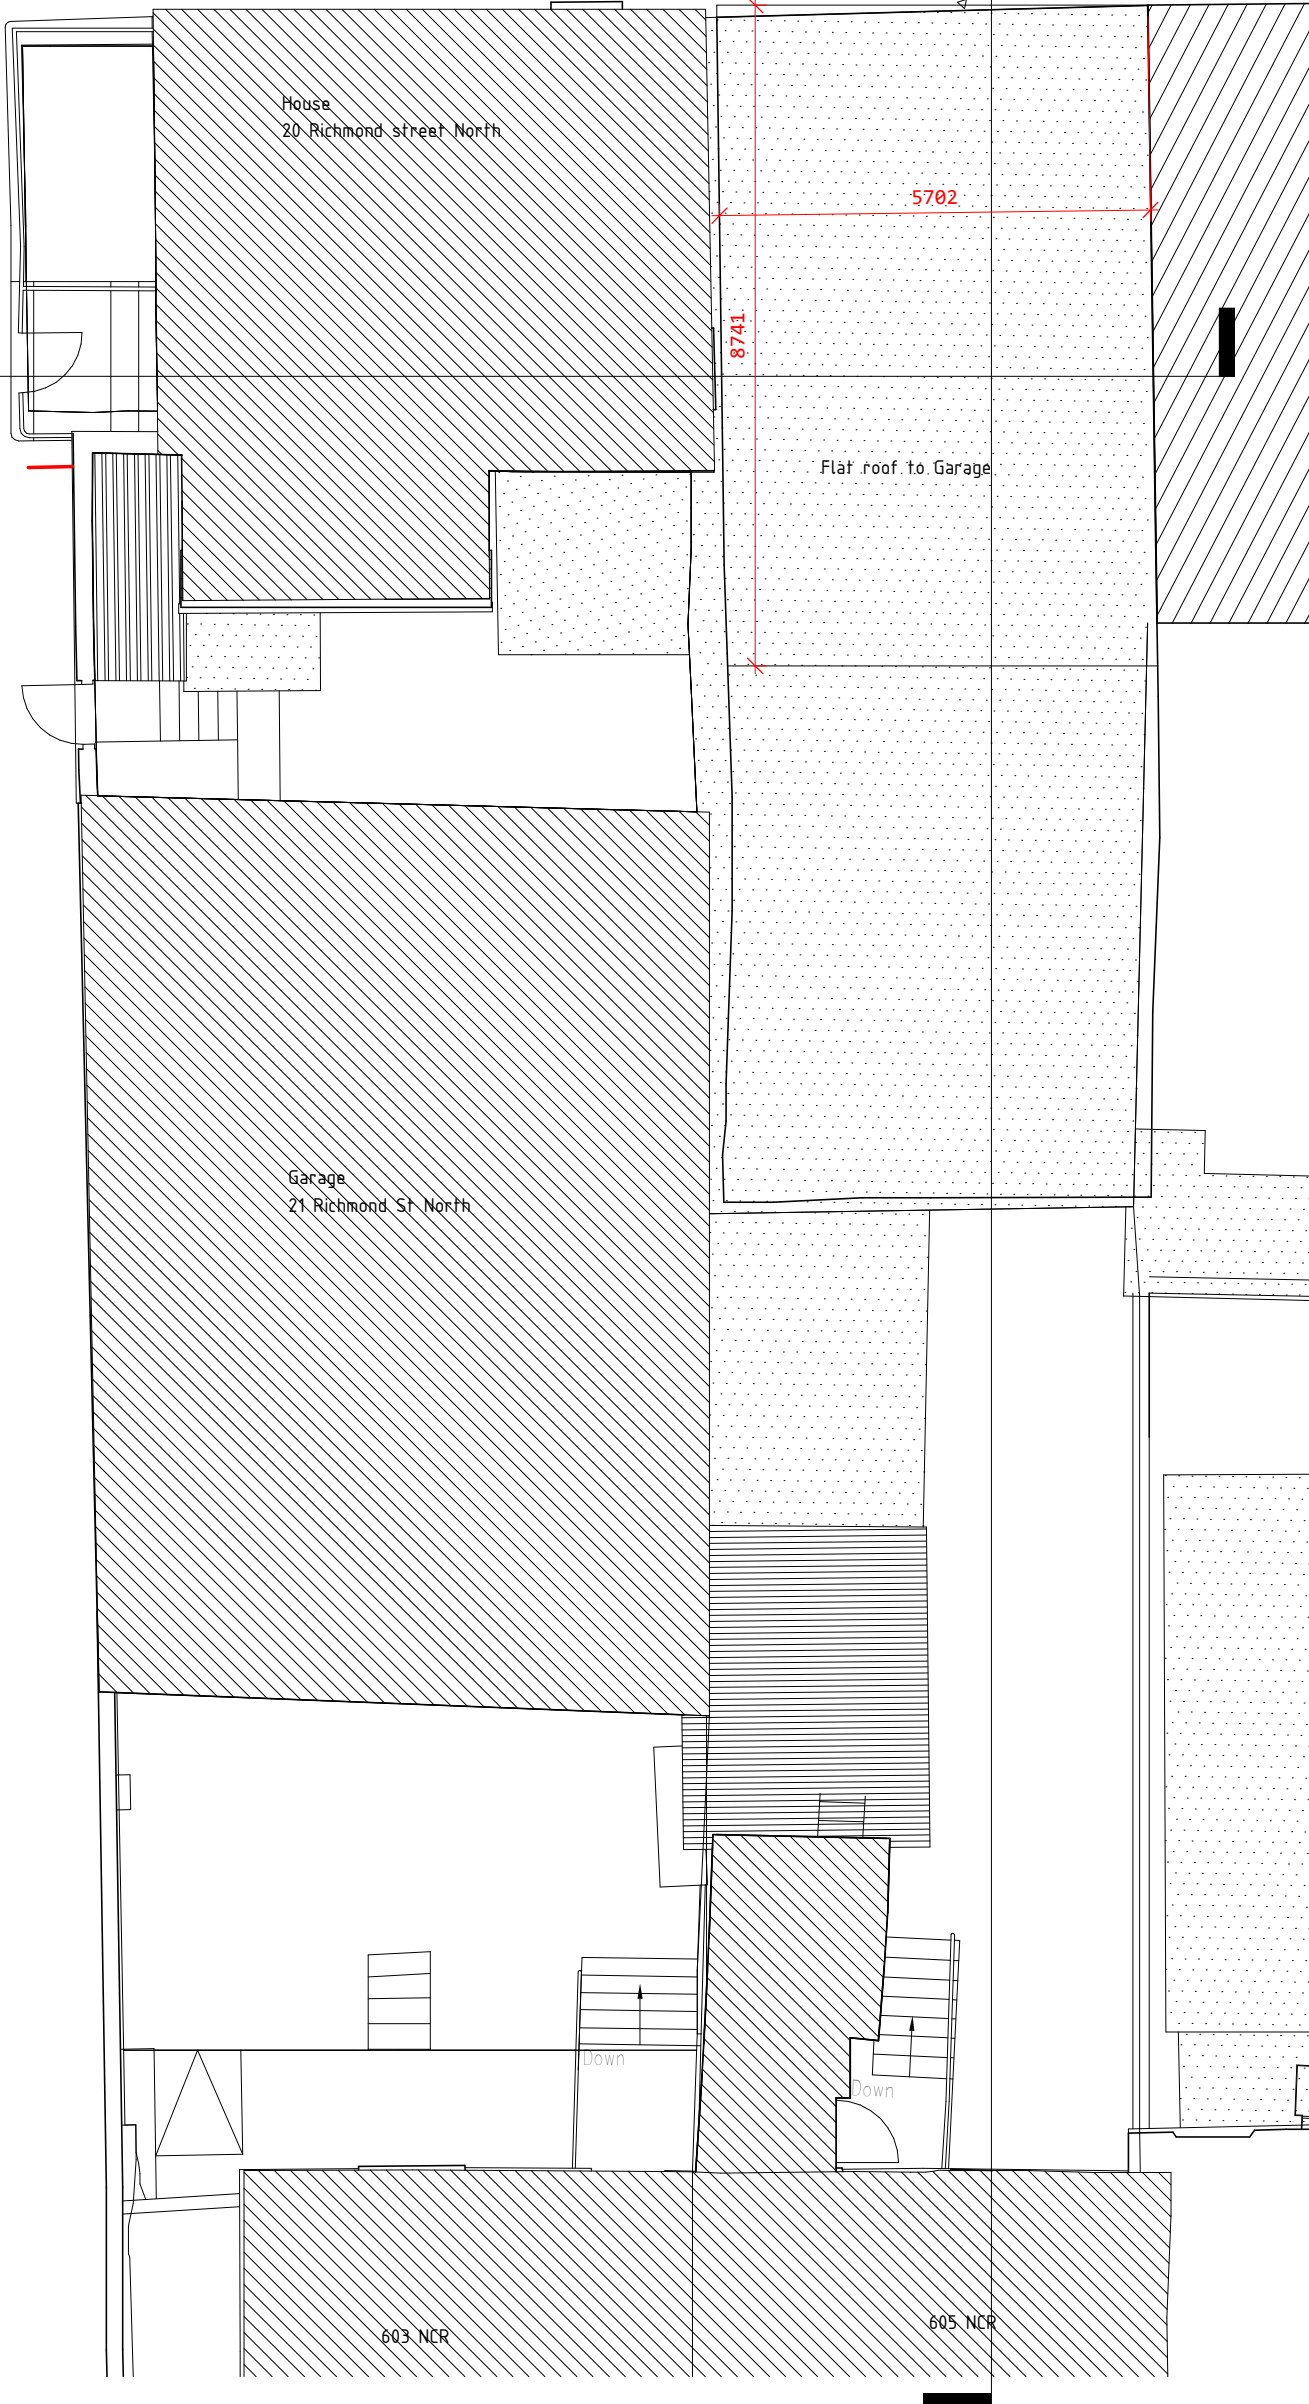 House
20 Richmond street North
5702
8741
Flat roof to Garage
Garage
21 Richmond St North
Down
Down
605 NCR
603 NCR